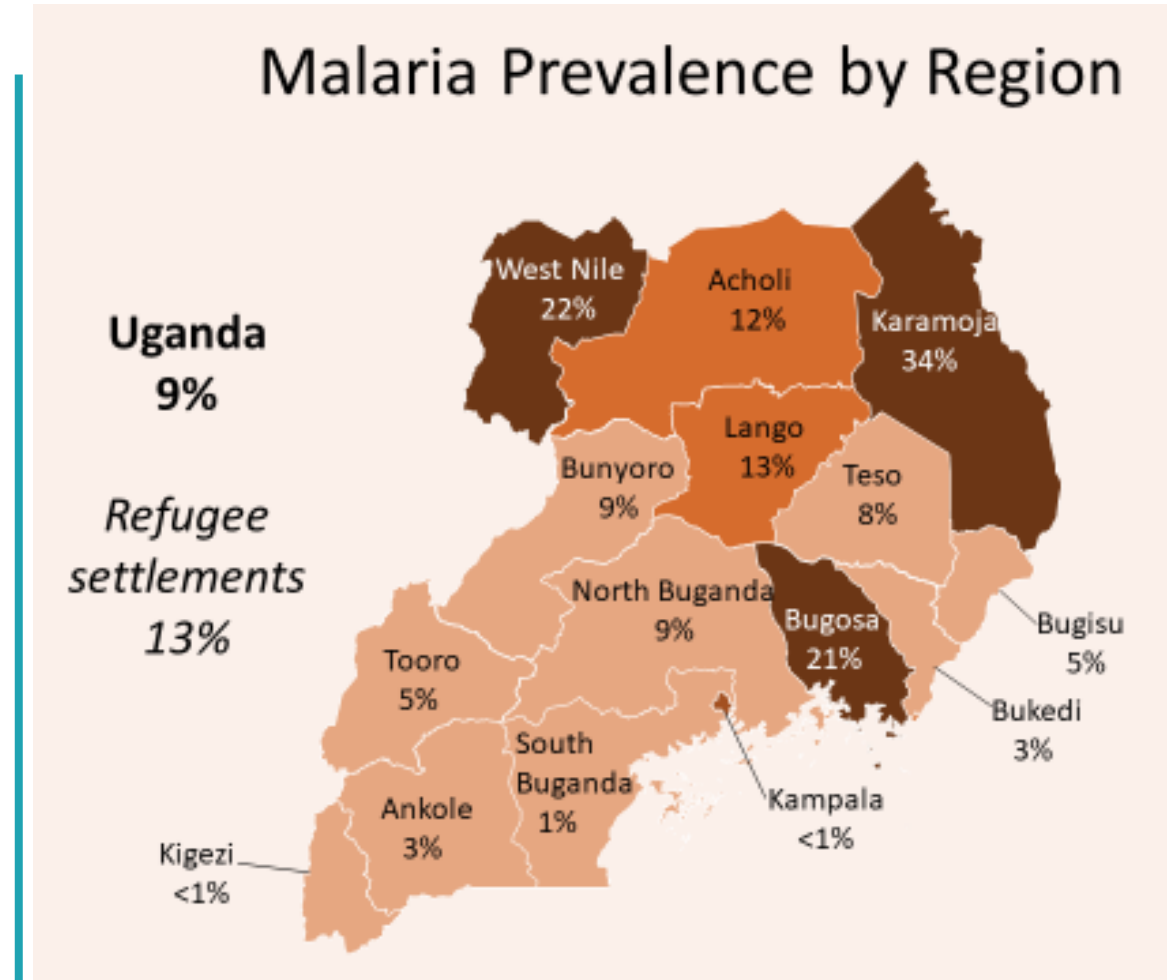 Malaria Prevalence by Region
Uganda
9%
Refugee
settlements
13%
West Nile
22%
Acholi
12%
Karamoja
34%
Lango
13%
Bunyoro
9%
Teso
8%
North Buganda
9%
Bugosa
21%
Bugisu
5%
Tooro
5%
Bukedi
3%
South
Buganda
1%
Kampala
<1%
Ankole
3%
Kigezi
<1%